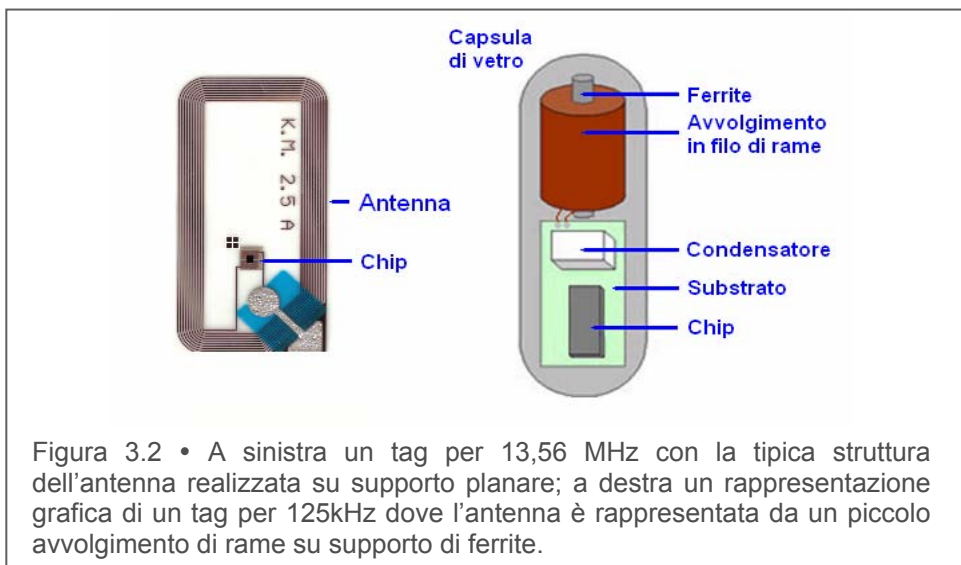 Capsula
di vetro
Ferrite
Avvolgimento
in filo di rame
K.M. 2.5 A
Antenna
Chip
Condensatore
Substrato
Chip
Figura 3.2 • A sinistra un tag per 13,56 MHz con la tipica struttura
dell'antenna realizzata su supporto planare; a destra un rappresentazione
grafica di un tag per 125kHz dove l'antenna è rappresentata da un piccolo
avvolgimento di rame su supporto di ferrite.